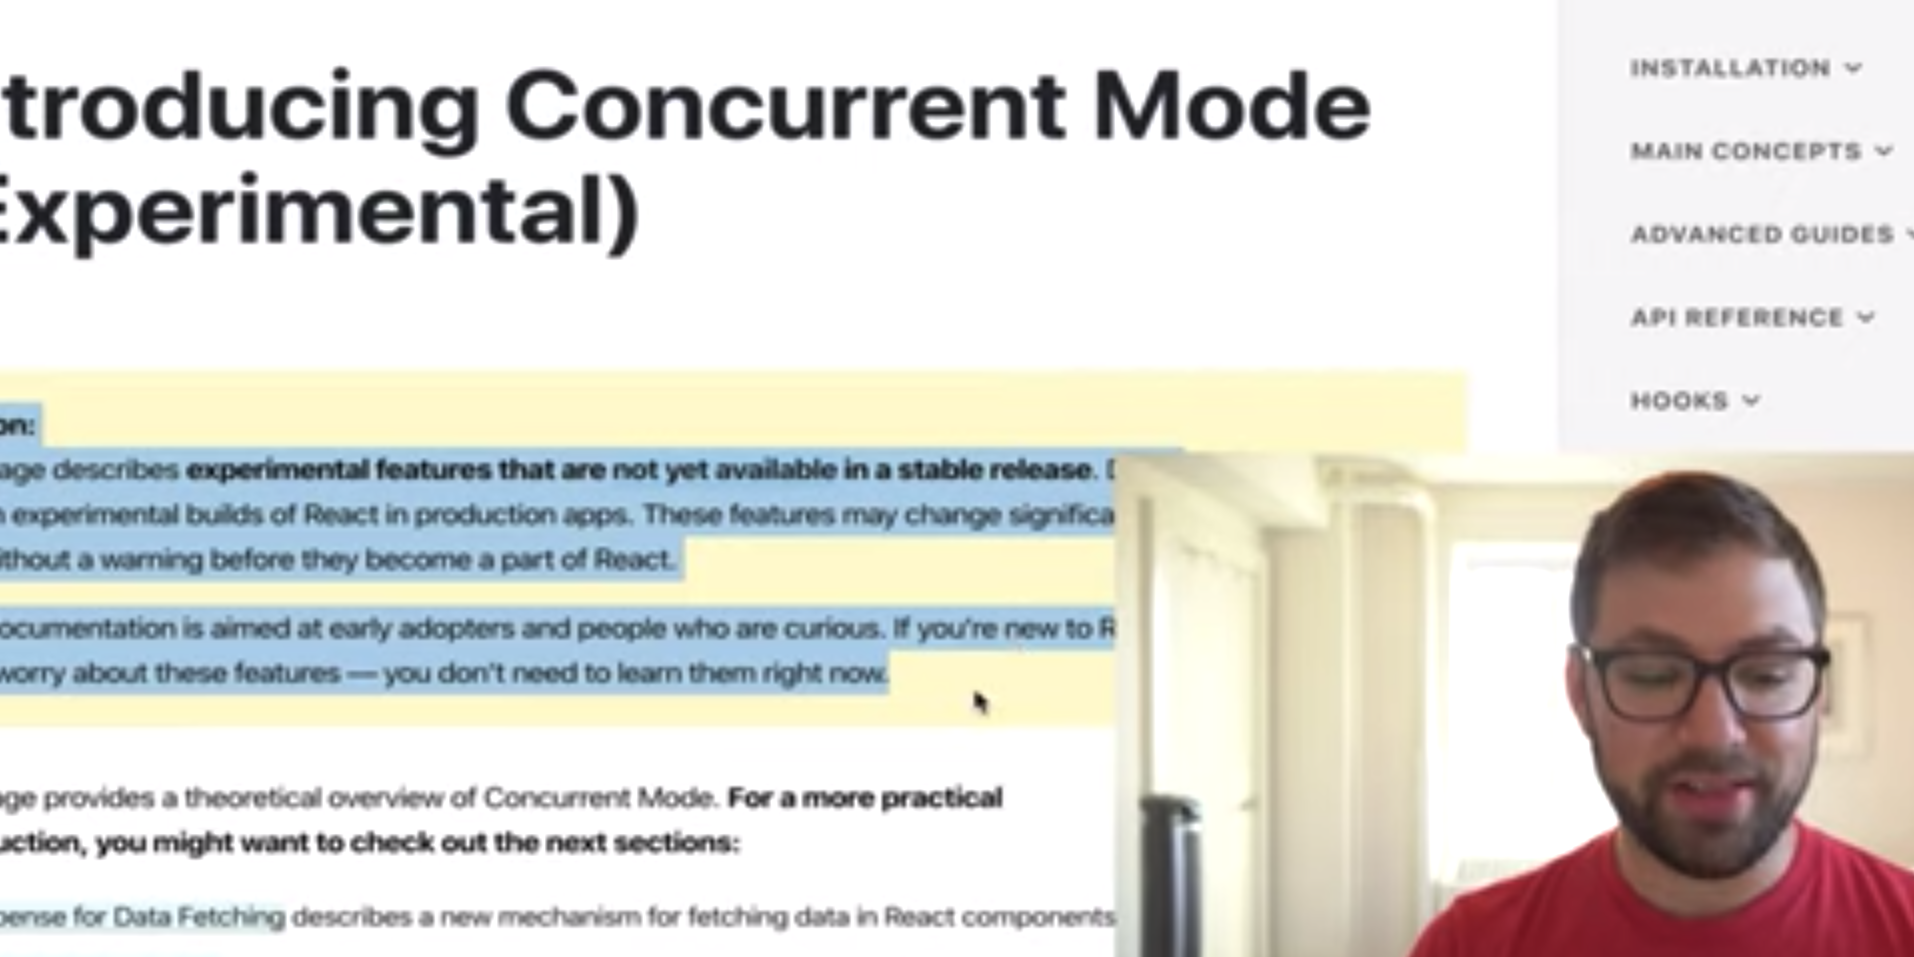 troducing Concurrent Mode
Experimental)
on:
age describes experimental features that are not yet available in a stable release.
n experimental builds of React in production apps. These features may change significa
ithout a warning before they become a part of React.
ocumentation is aimed at early adopters and people who are curious. If you're new to R
worry about these features — you don't need to learn them right now.
age provides a theoretical overview of Concurrent Mode. For a more practical
uction, you might want to check out the next sections:
pense for Data Fetching describes a new mechanism for fetching data in React components
INSTALLATION
MAIN CONCEPTS
ADVANCED GUIDES
API REFERENCE
HOOKS